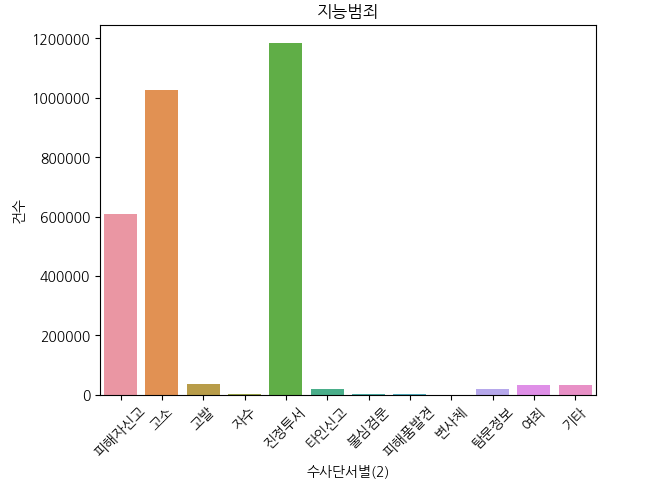 지능범죄
1200000
1000000
800000
600000
400000
200000
0
건수
피해자신고
고소
고발
자수
진정투서
타인신고
불심검문
피해품발견
변사체
탐문정보
여죄
기타
수사단서별(2)